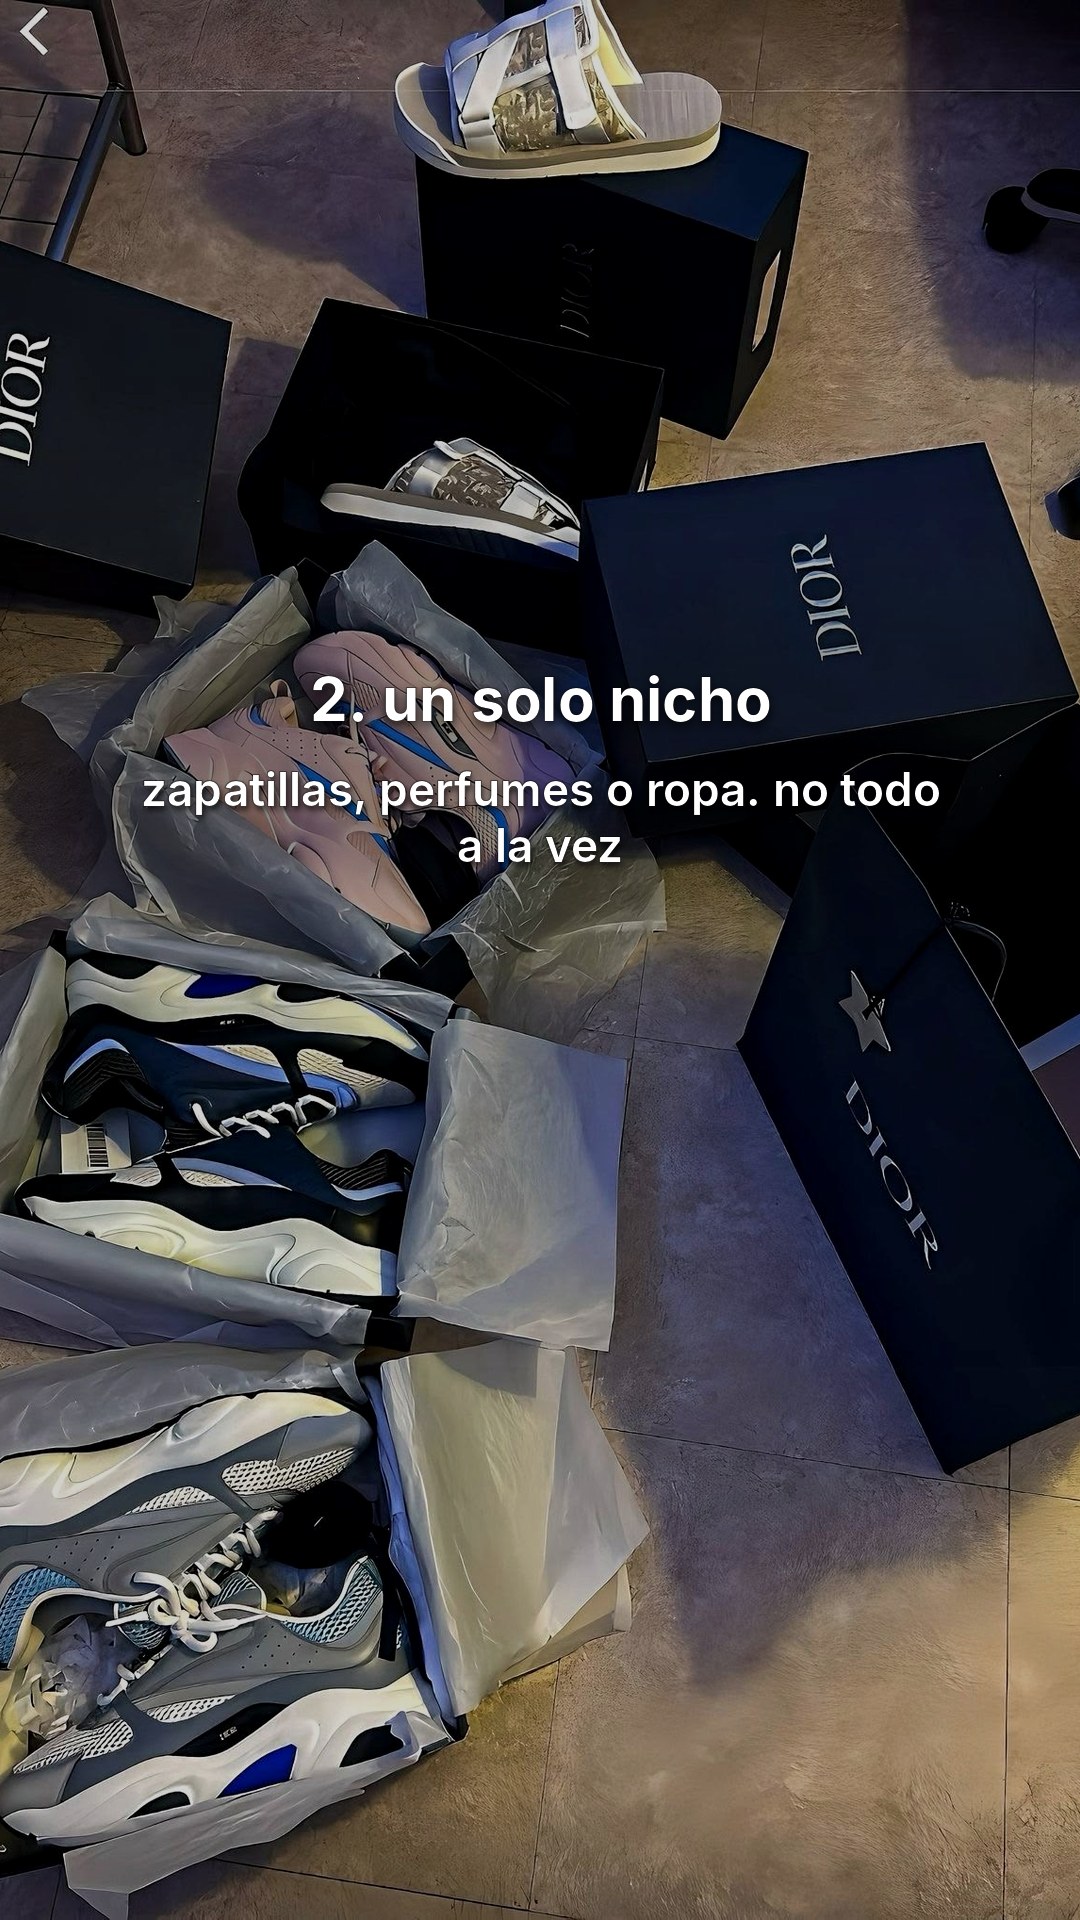 DIOR
DIOR
DIOR
2. un solo nicho
zapatillas, perfumes o ropa. no todo
a la vez
DIOR